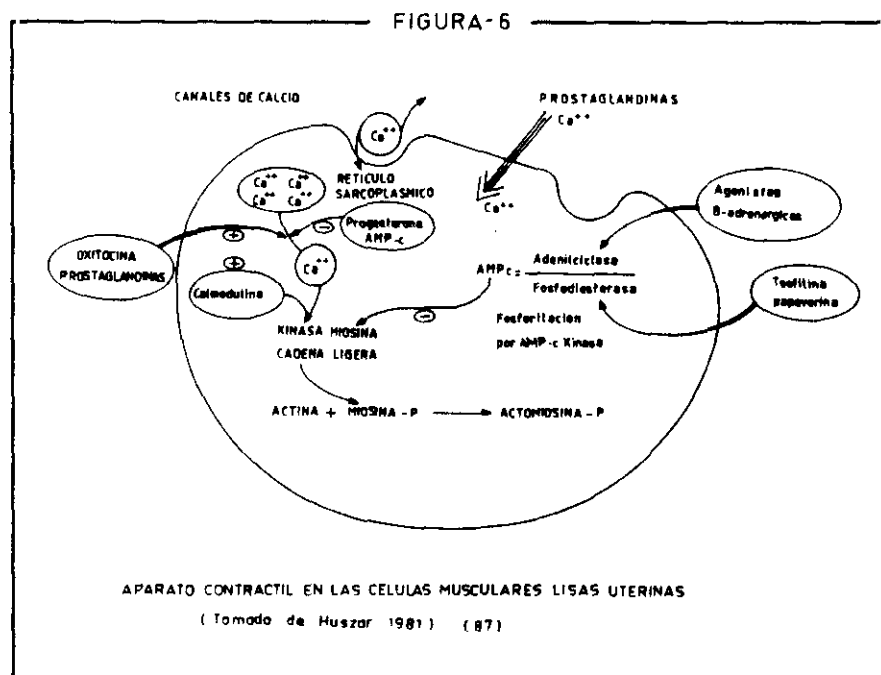 FIGURA-6
CANALES DE CALCIO
Ca++
PROSTAGLANDINAS
Ca++
RETICULO
SARCOPLASMICO
Ca++ Ca++
Ca++ Ca++
Ca++
Progesterona
AMP-c
Agonistas
B-adrenérgicos
OXITOCINA
PROSTAGLANDINAS
+
-
+
Ca++
Calmodulina
AMPc =
Adenilciclasa
Fosfodiesterasa
Teofilina
papaverina
-
KINASA MIOSINA
CADENA LIGERA
Fosforilación
por AMP-c Kinasa
ACTINA + MIOSINA-P
ACTOMIOSINA-P
APARATO CONTRACTIL EN LAS CELULAS MUSCULARES LISAS UTERINAS
(Tomado de Huszar 1981) (87)